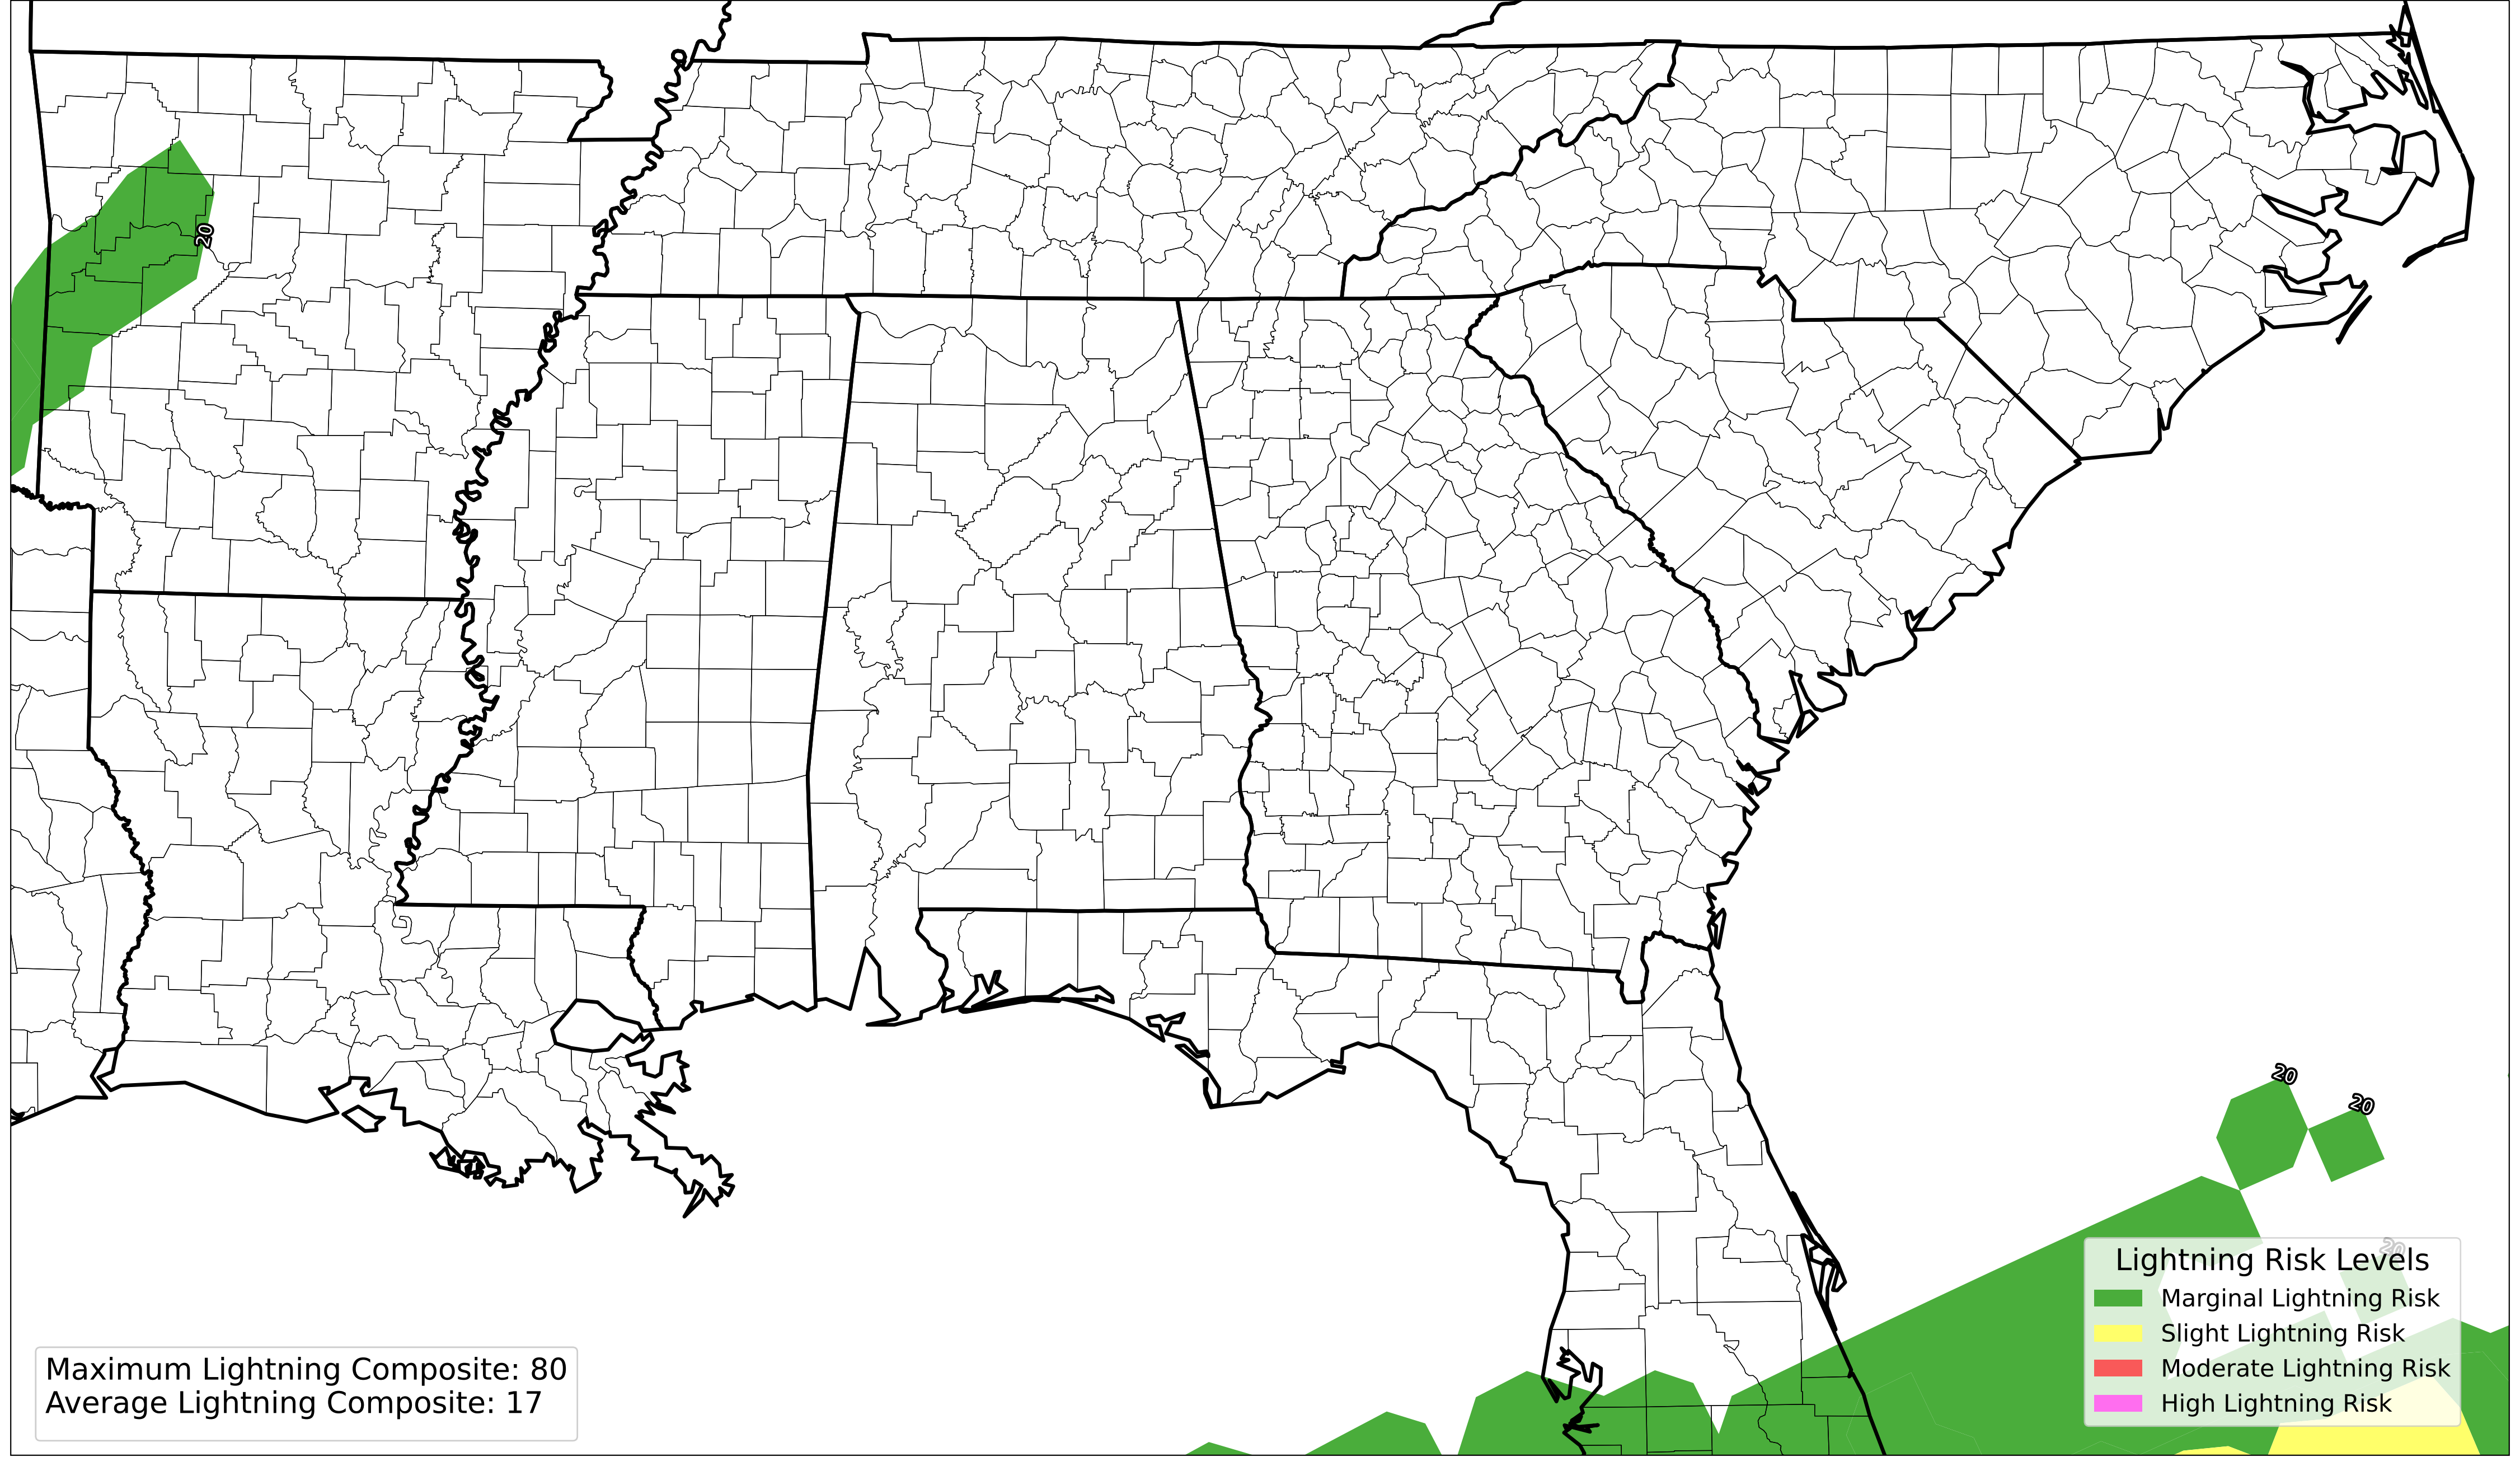 20
20
20
20
Lightning Risk Levels
Marginal Lightning Risk
Slight Lightning Risk
Moderate Lightning Risk
High Lightning Risk
Maximum Lightning Composite: 80
Average Lightning Composite: 17